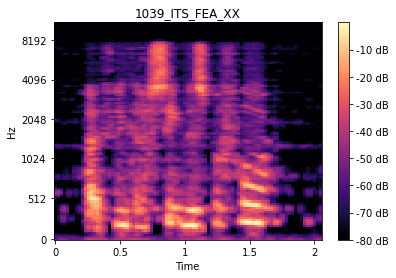 1039_ITS_FEA_XX
8192
4096
2048
1024
512
0
Hz
0
0.5
1
1.5
2
Time
-10 dB
-20 dB
-30 dB
-40 dB
-50 dB
-60 dB
-70 dB
-80 dB